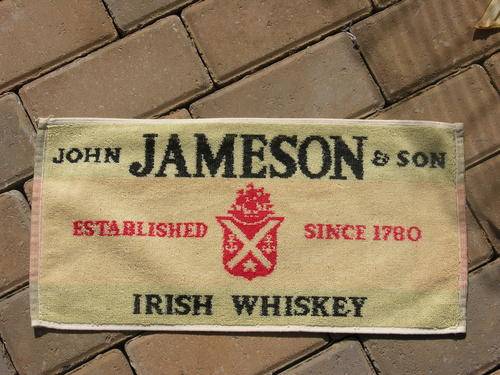 JOHN JAMESON & SON
ESTABLISHED SINCE 1780
IRISH WHISKEY